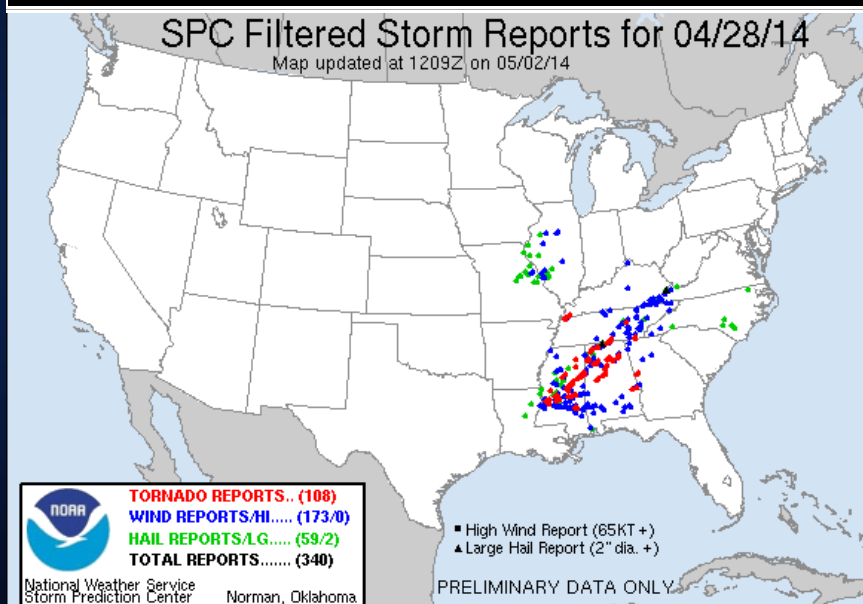 SPC Filtered Storm Reports for 04/28/14
Map updated at 1209Z on 05/02/14
NOAA
TORNADO REPORTS.. (108)
WIND REPORTS/HI..... (173/0)
HAIL REPORTS/LG..... (59/2)
TOTAL REPORTS....... (340)
National Weather Service
Storm Prediction Center Norman, Oklahoma
High Wind Report (65KT +)
Large Hail Report (2" dia. +)
PRELIMINARY DATA ONLY